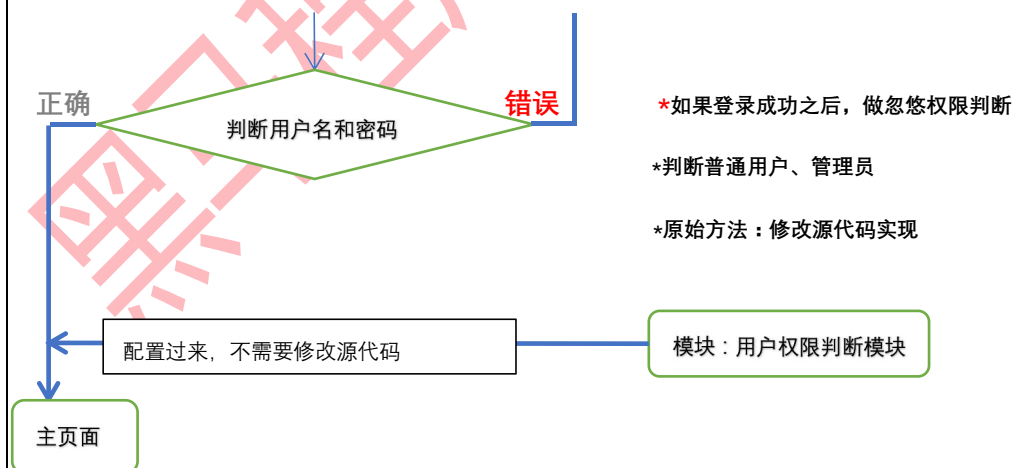 正确
错误
判断用户名和密码
*如果登录成功之后，做忽悠权限判断
*判断普通用户、管理员
*原始方法：修改源代码实现
配置过来，不需要修改源代码
模块：用户权限判断模块
主页面